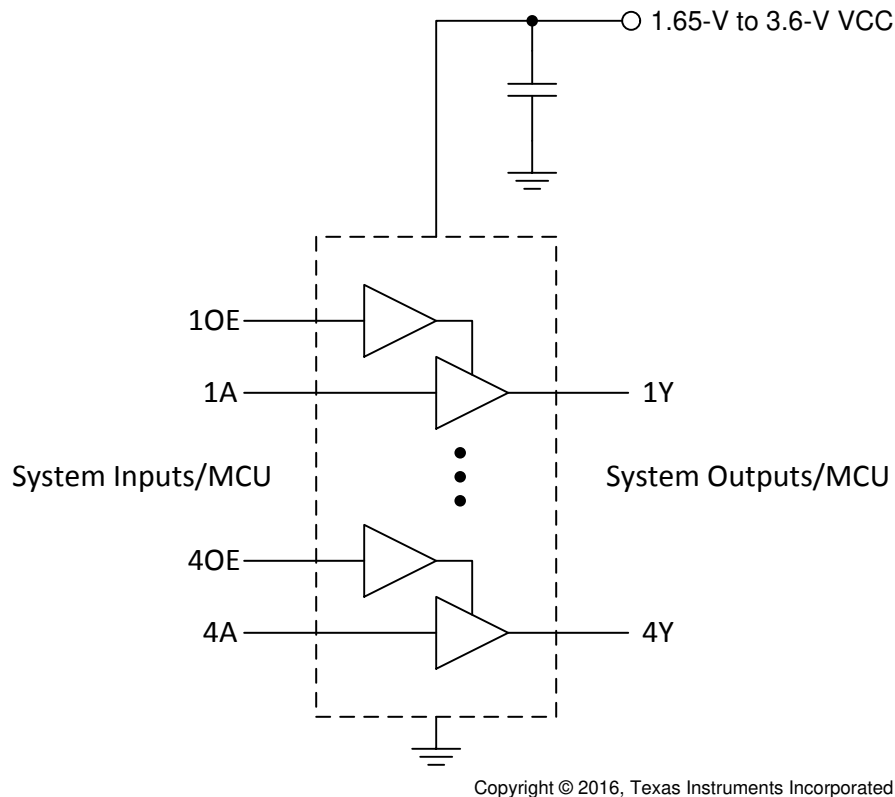 1.65-V to 3.6-V VCC
1OE
1A
1Y
System Inputs/MCU
System Outputs/MCU
4OE
4A
4Y
Copyright © 2016, Texas Instruments Incorporated